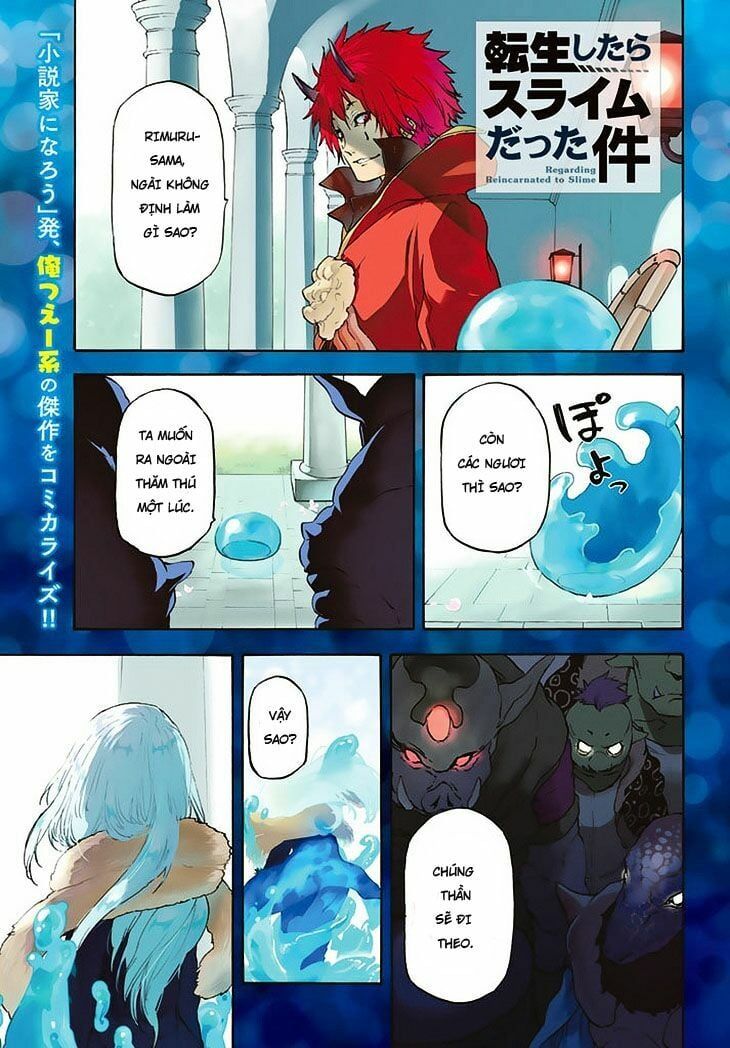 転生したら
スライム
だった件
Regarding
Reincarnated to Slime
『小説家になろう』発、俺つえー系の傑作をコミカライズ!!
RIMURU-
SAMA,
NGÀI KHÔNG
ĐỊNH LÀM
GÌ SAO?
TA MUỐN
RA NGOÀI
THĂM THÚ
MỘT LÚC.
CÒN
CÁC NGƯƠI
THÌ SAO?
ぽよっ
VẬY
SAO?
CHÚNG
THẦN
SẼ ĐI
THEO.